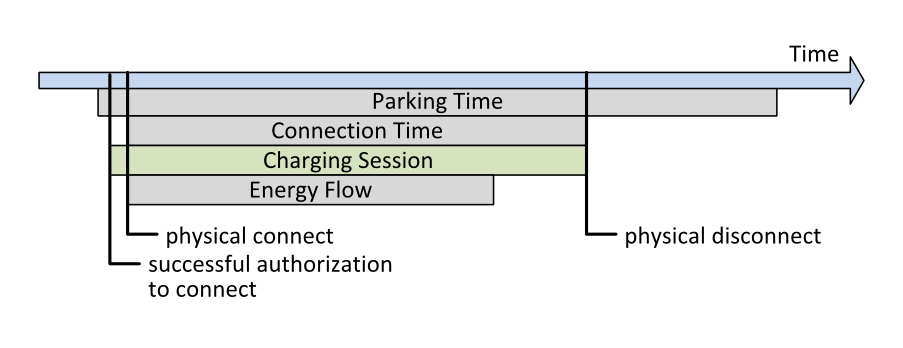 Time
Parking Time
Connection Time
Charging Session
Energy Flow
physical connect
physical disconnect
successful authorization
to connect